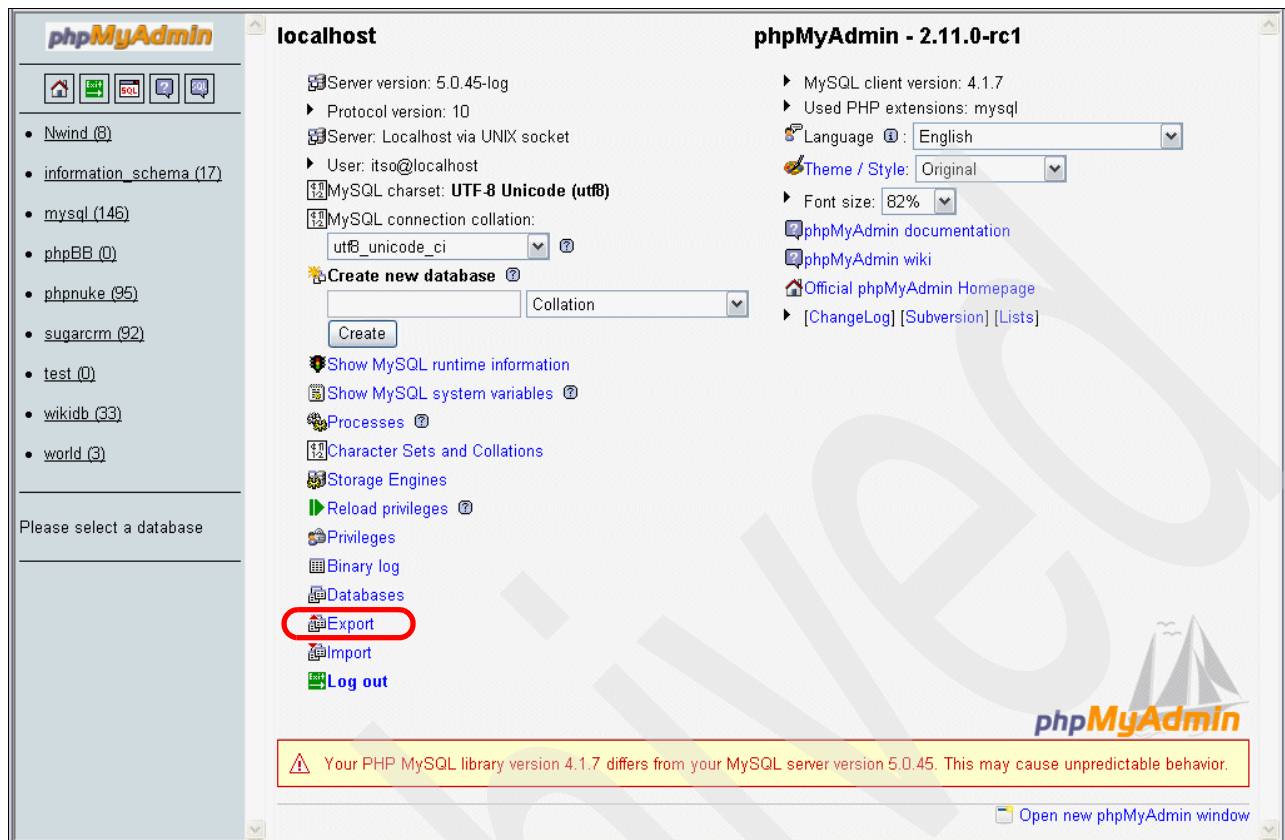 phpMyAdmin
Exit
SQL
SQL
Nwind (8)
information_schema (17)
mysql (146)
phpBB (0)
phpnuke (95)
sugarcrm (92)
test (0)
wikidb (33)
world (3)
Please select a database
localhost
Server version: 5.0.45-log
Protocol version: 10
Server: Localhost via UNIX socket
User: itso@localhost
MySQL charset: UTF-8 Unicode (utf8)
MySQL connection collation:
utf8_unicode_ci
Create new database
Collation
Create
Show MySQL runtime information
Show MySQL system variables
Processes
Character Sets and Collations
Storage Engines
Reload privileges
Privileges
Binary log
Databases
Export
Import
Log out
phpMyAdmin - 2.11.0-rc1
MySQL client version: 4.1.7
Used PHP extensions: mysql
Language : English
Theme / Style: Original
Font size: 82%
phpMyAdmin documentation
phpMyAdmin wiki
Official phpMyAdmin Homepage
[ChangeLog] [Subversion] [Lists]
phpMyAdmin
Your PHP MySQL library version 4.1.7 differs from your MySQL server version 5.0.45. This may cause unpredictable behavior.
Open new phpMyAdmin window